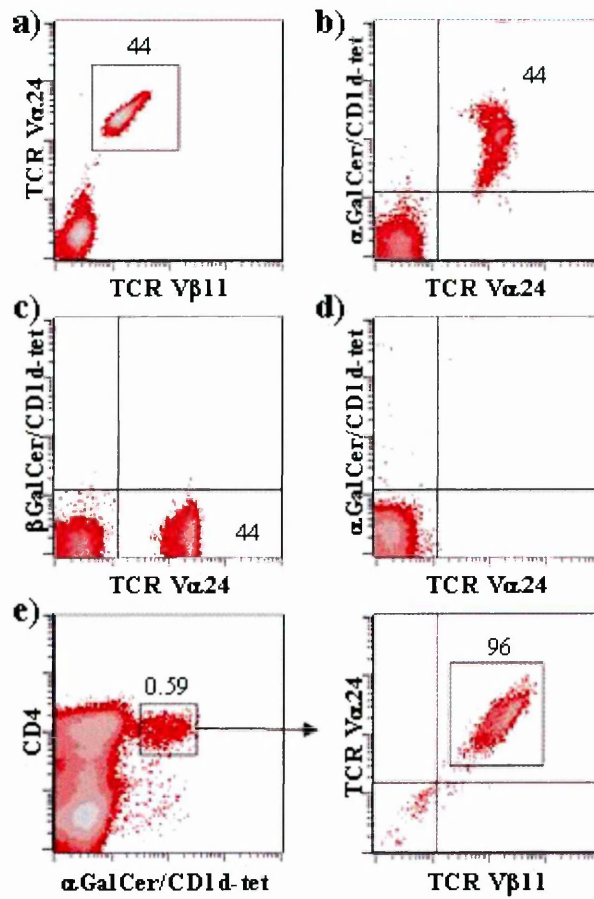 a)
44
TCR Vα24
TCR Vβ11
b)
44
αGalCer/CD1d-tet
TCR Vα24
c)
βGalCer/CD1d-tet
44
TCR Vα24
d)
αGalCer/CD1d-tet
TCR Vα24
e)
0.59
CD4
αGalCer/CD1d-tet
96
TCR Vα24
TCR Vβ11